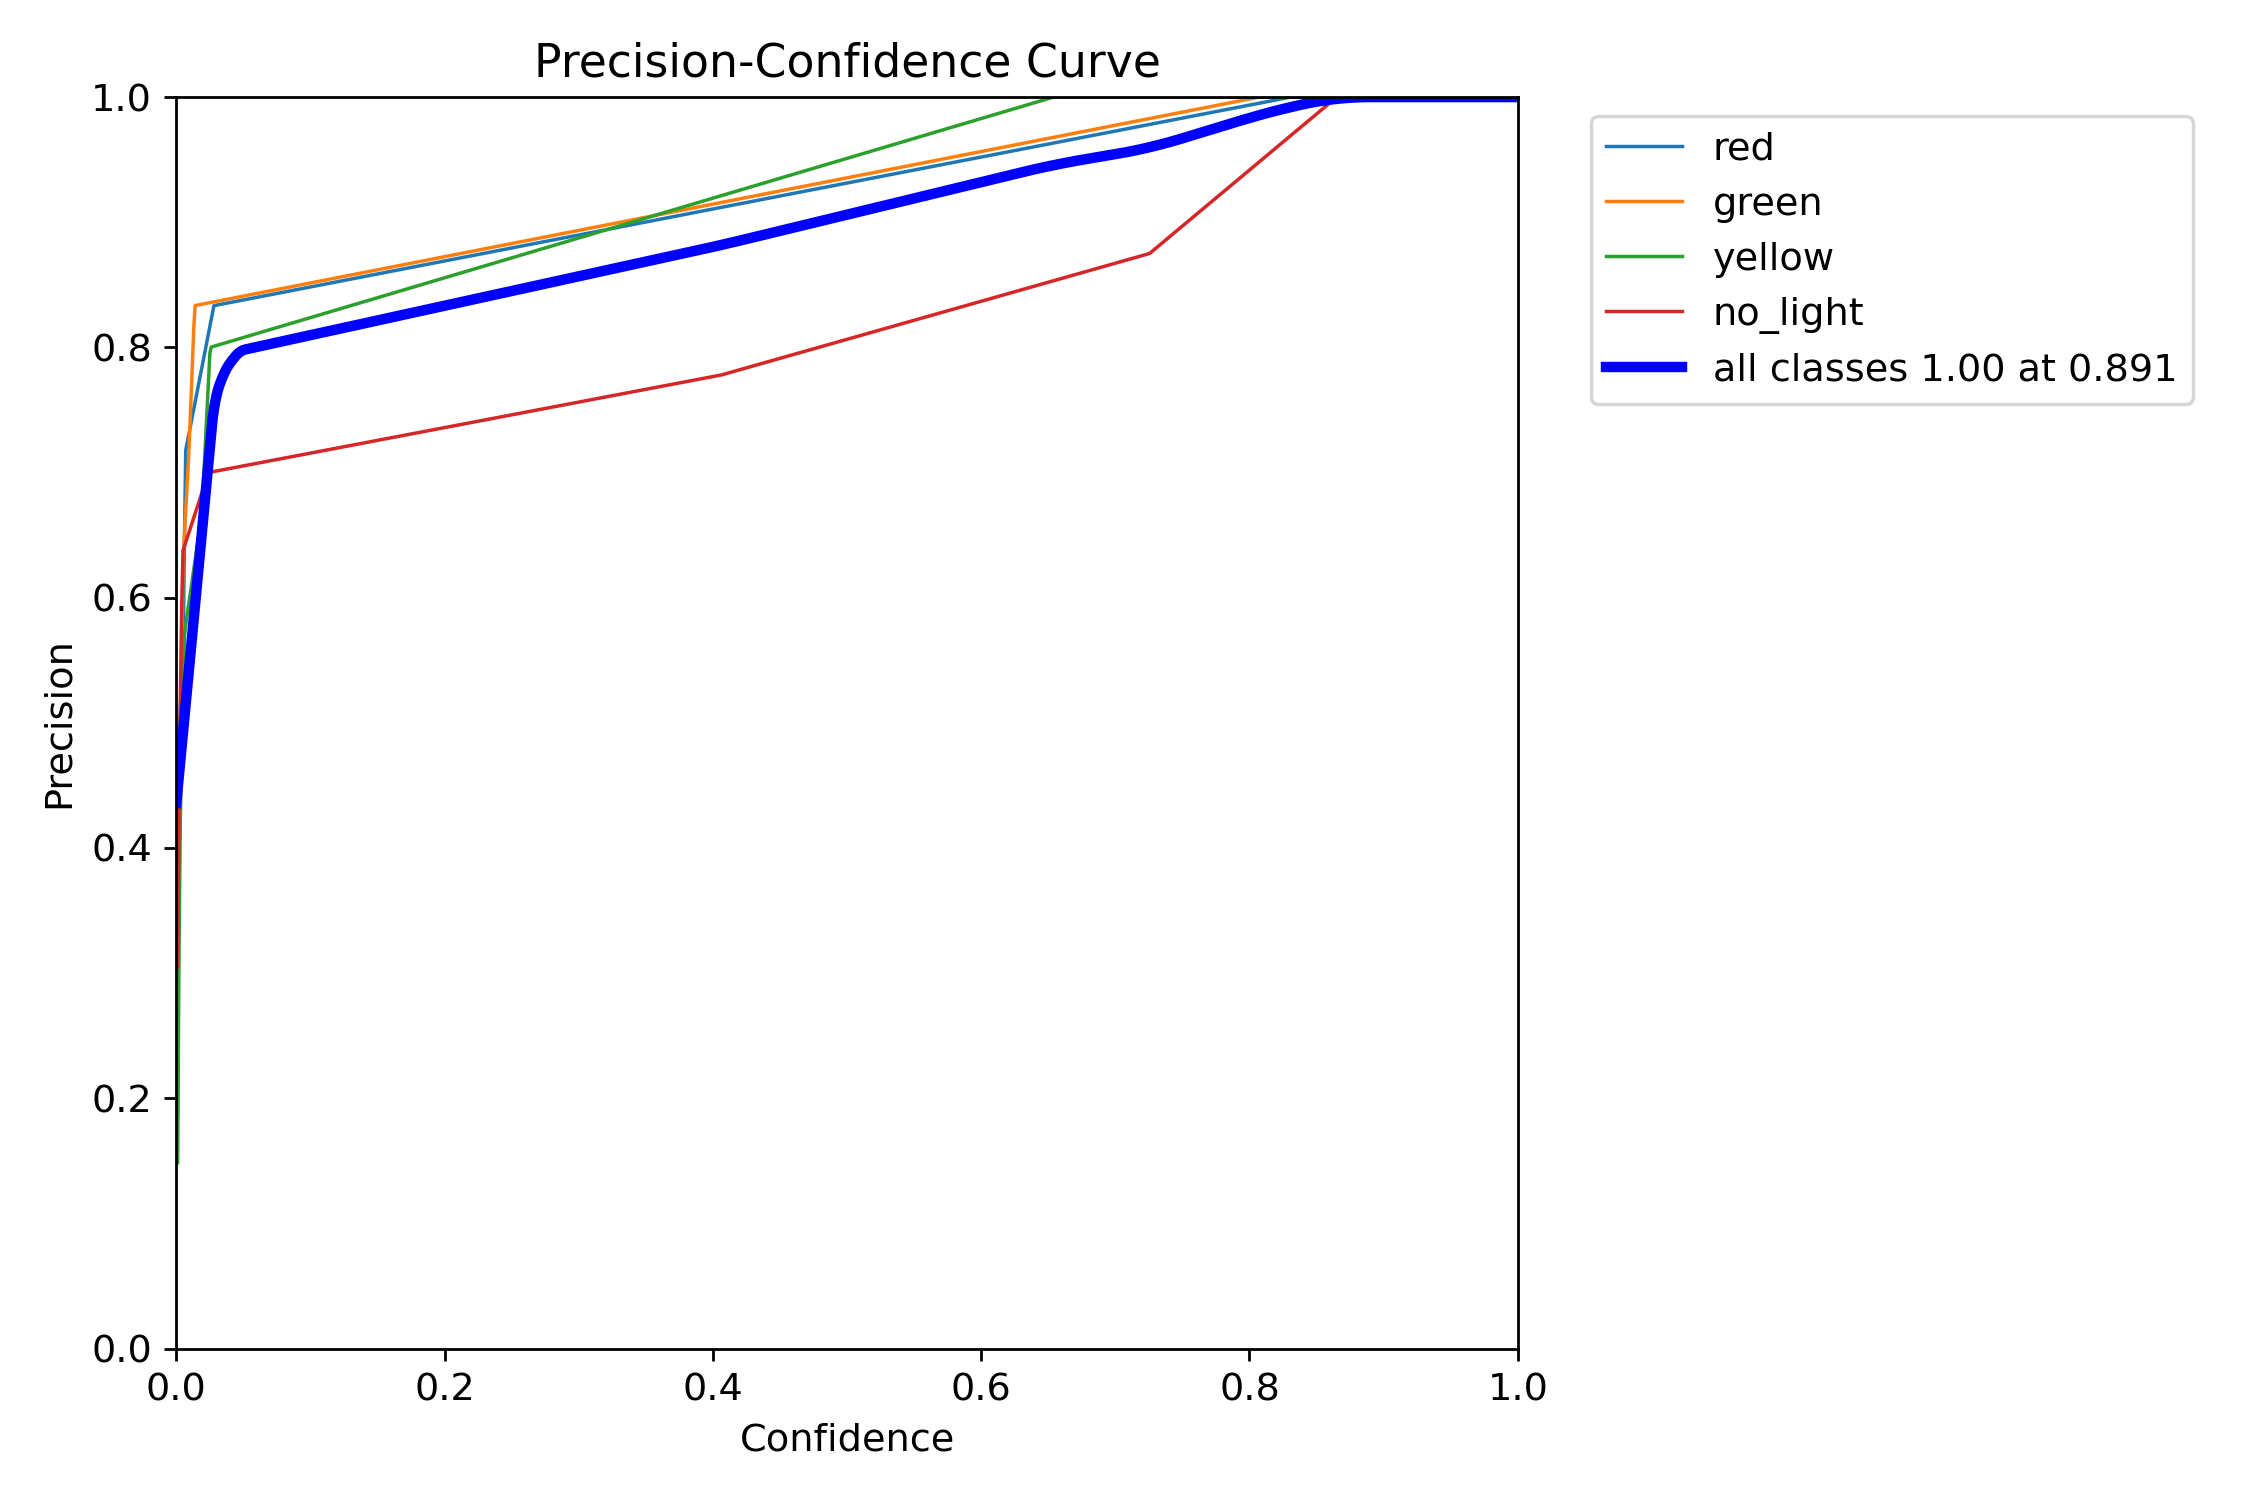 Precision-Confidence Curve
1.0
0.8
0.6
0.4
0.2
0.0
Precision
0.0 0.2 0.4 0.6 0.8 1.0
Confidence
red
green
yellow
no_light
all classes 1.00 at 0.891